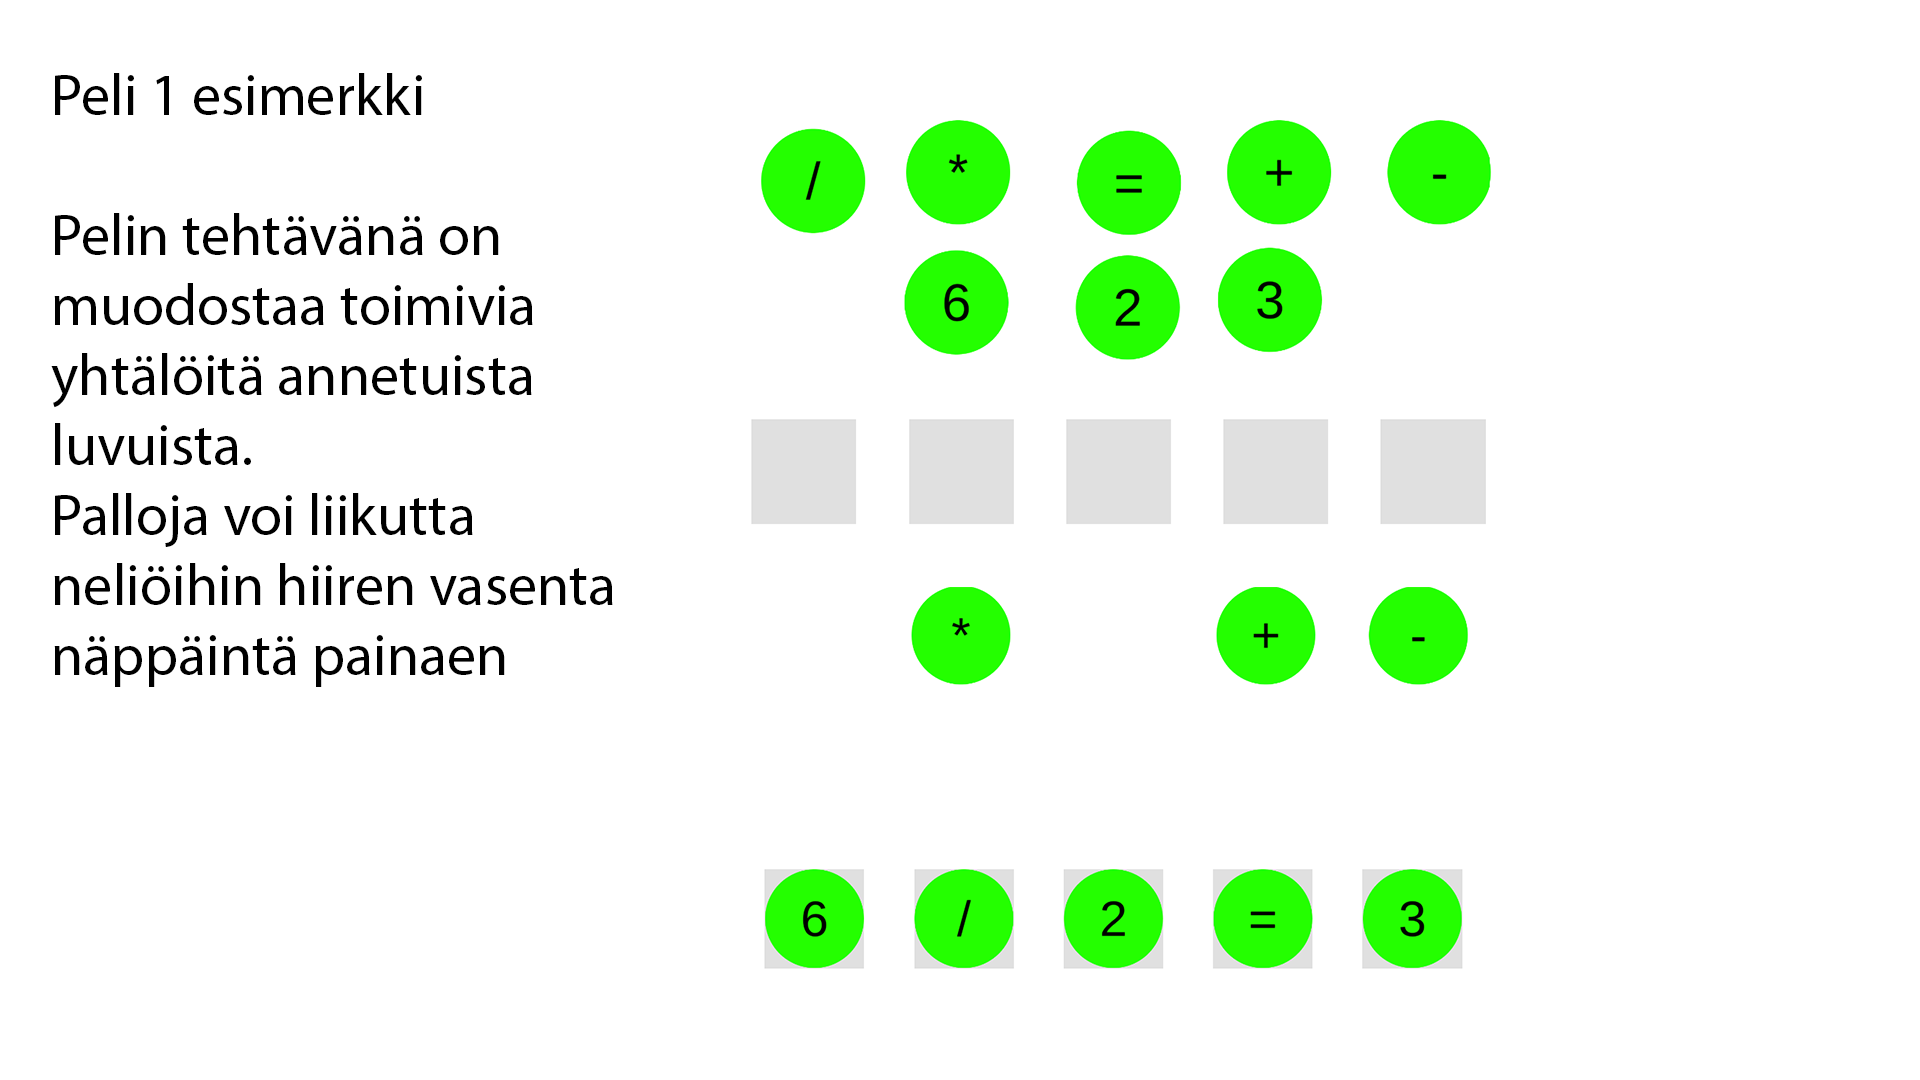 Peli 1 esimerkki
Pelin tehtävänä on
muodostaa toimivia
yhtälöitä annetuista
luvuista.
Palloja voi liikutta
neliöihin hiiren vasenta
näppäintä painaen
/ * = + -
6 2 3
* + -
6 / 2 = 3